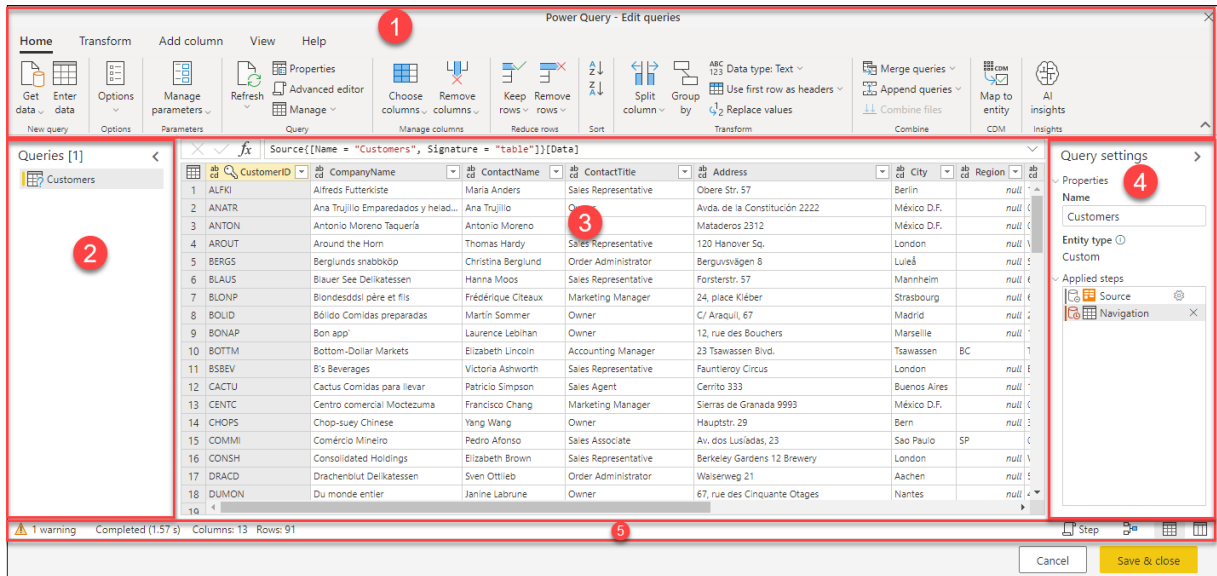 Power Query - Edit queries
1
Home Transform Add column View Help
Get data Enter data Options Manage parameters Refresh Properties Advanced editor Manage Choose columns Remove columns Keep rows Remove rows Split column Group by Data type: Text Use first row as headers Replace values Merge queries Append queries Combine files Map to entity AI insights
New query Options Parameters Query Manage columns Reduce rows Sort Transform Combine CDM Insights
Queries [1]
Customers
2
fx Source{[Name = "Customers", Signature = "table"]}[Data]
CustomerID CompanyName ContactName ContactTitle Address City Region
1 ALFKI Alfreds Futterkiste Maria Anders Sales Representative Obere Str. 57 Berlin null
2 ANATR Ana Trujillo Emparedados y helad... Ana Trujillo Avda. de la Constitución 2222 México D.F. null
3 ANTON Antonio Moreno Taquería Antonio Moreno Mataderos 2312 México D.F. null
3
4 AROUT Around the Horn Thomas Hardy Sales Representative 120 Hanover Sq. London null
5 BERGS Berglunds snabbköp Christina Berglund Order Administrator Berguvsvägen 8 Luleå null
6 BLAUS Blauer See Delikatessen Hanna Moos Sales Representative Forsterstr. 57 Mannheim null
7 BLONP Blondesddsl père et fils Frédérique Citeaux Marketing Manager 24, place Kléber Strasbourg null
8 BOLID Bólido Comidas preparadas Martín Sommer Owner C/ Araquil, 67 Madrid null
9 BONAP Bon app' Laurence Lebihan Owner 12, rue des Bouchers Marseille null
10 BOTTM Bottom-Dollar Markets Elizabeth Lincoln Accounting Manager 23 Tsawassen Blvd. Tsawassen BC
11 BSBEV B's Beverages Victoria Ashworth Sales Representative Fauntleroy Circus London null
12 CACTU Cactus Comidas para llevar Patricio Simpson Sales Agent Cerrito 333 Buenos Aires null
13 CENTC Centro comercial Moctezuma Francisco Chang Marketing Manager Sierras de Granada 9993 México D.F. null
14 CHOPS Chop-suey Chinese Yang Wang Owner Hauptstr. 29 Bern null
15 COMMI Comércio Mineiro Pedro Afonso Sales Associate Av. dos Lusíadas, 23 Sao Paulo SP
16 CONSH Consolidated Holdings Elizabeth Brown Sales Representative Berkeley Gardens 12 Brewery London null
17 DRACD Drachenblut Delikatessen Sven Ottlieb Order Administrator Walserweg 21 Aachen null
18 DUMON Du monde entier Janine Labrune Owner 67, rue des Cinquante Otages Nantes null
19
Query settings
4
Properties
Name
Customers
Entity type
Custom
Applied steps
Source
Navigation
1 warning Completed (1.57 s) Columns: 13 Rows: 91 5 Step
Cancel Save & close